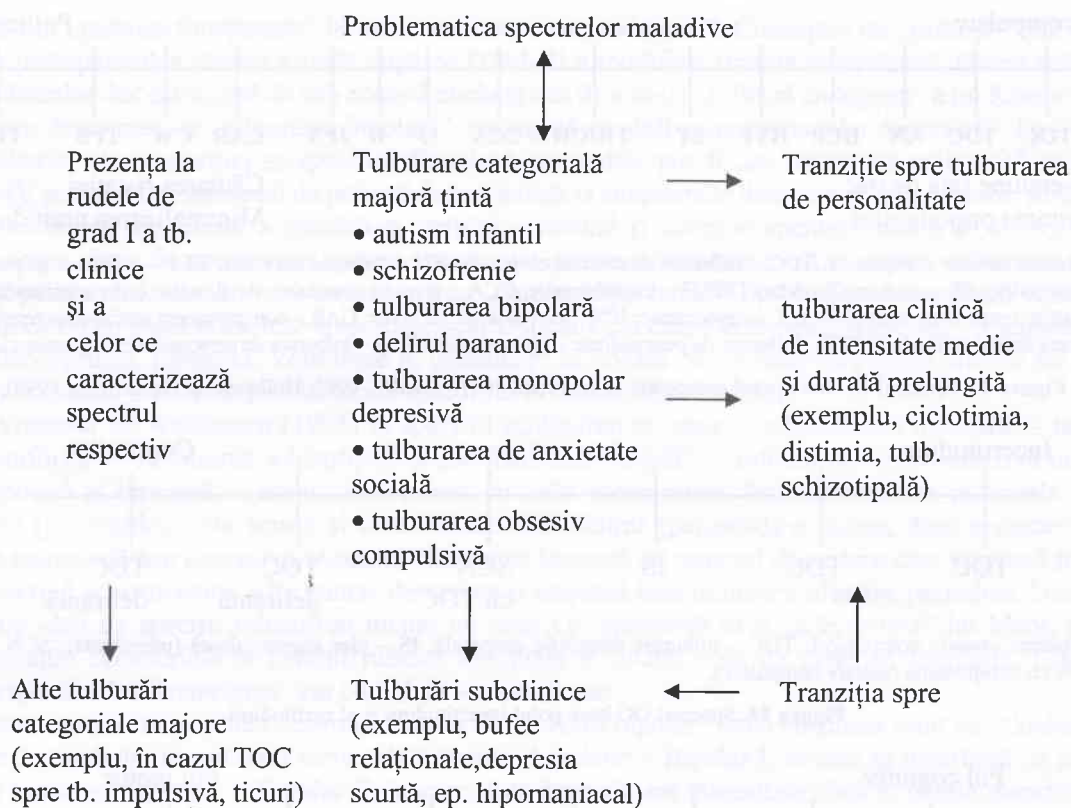 Problematica spectrelor maladive
Prezența la
rudele de
grad I a tb.
clinice
și a
celor ce
caracterizează
spectrul
respectiv
Tulburare categorială
majoră țintă
• autism infantil
• schizofrenie
• tulburarea bipolară
• delirul paranoid
• tulburarea monopolar
depresivă
• tulburarea de anxietate
socială
• tulburarea obsesiv
compulsivă
Tranziție spre tulburarea
de personalitate
tulburarea clinică
de intensitate medie
și durată prelungită
(exemplu, ciclotimia,
distimia, tulb.
schizotipală)
Alte tulburări
categoriale majore
(exemplu, în cazul TOC
spre tb. impulsivă, ticuri)
Tulburări subclinice
(exemplu, bufee
relaționale,depresia
scurtă, ep. hipomaniacal)
Tranziția spre